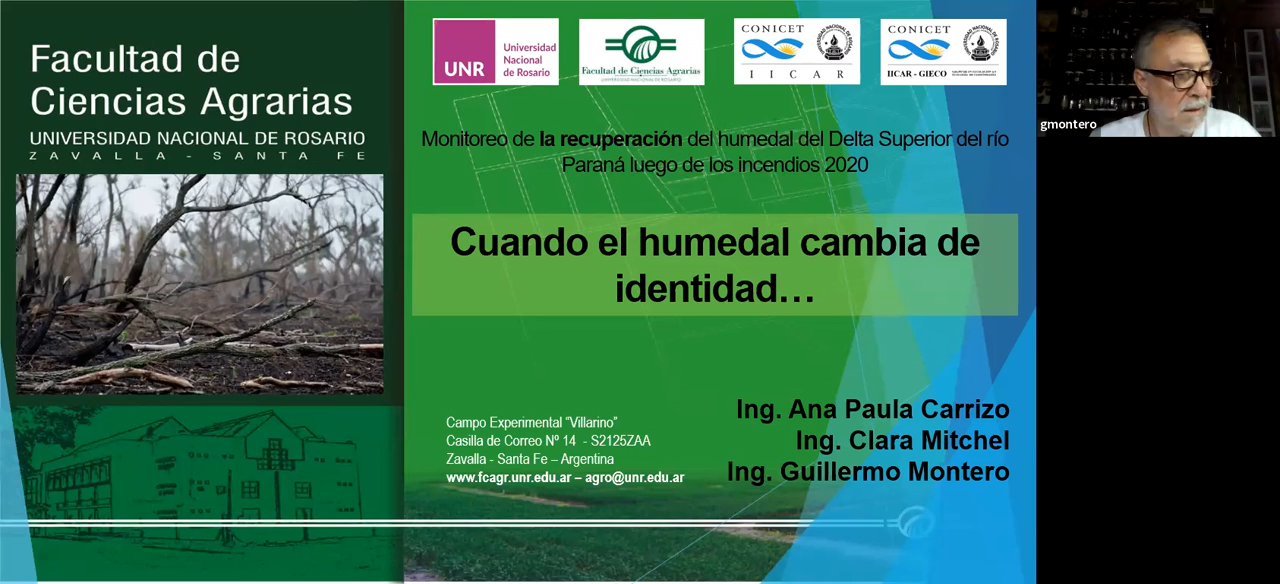 Facultad de
Ciencias Agrarias
UNIVERSIDAD NACIONAL DE ROSARIO
ZAVALLA - SANTA FE
UNR
Universidad
Nacional
de Rosario
Facultad de Ciencias Agrarias
UNIVERSIDAD NACIONAL DE ROSARIO
CONICET
IICAR
CONICET
IICAR - GIECO
gmontero
Monitoreo de la recuperación del humedal del Delta Superior del río
Paraná luego de los incendios 2020
Cuando el humedal cambia de
identidad…
Ing. Ana Paula Carrizo
Ing. Clara Mitchel
Ing. Guillermo Montero
Campo Experimental “Villarino”
Casilla de Correo Nº 14 - S2125ZAA
Zavalla - Santa Fe – Argentina
www.fcagr.unr.edu.ar – agro@unr.edu.ar